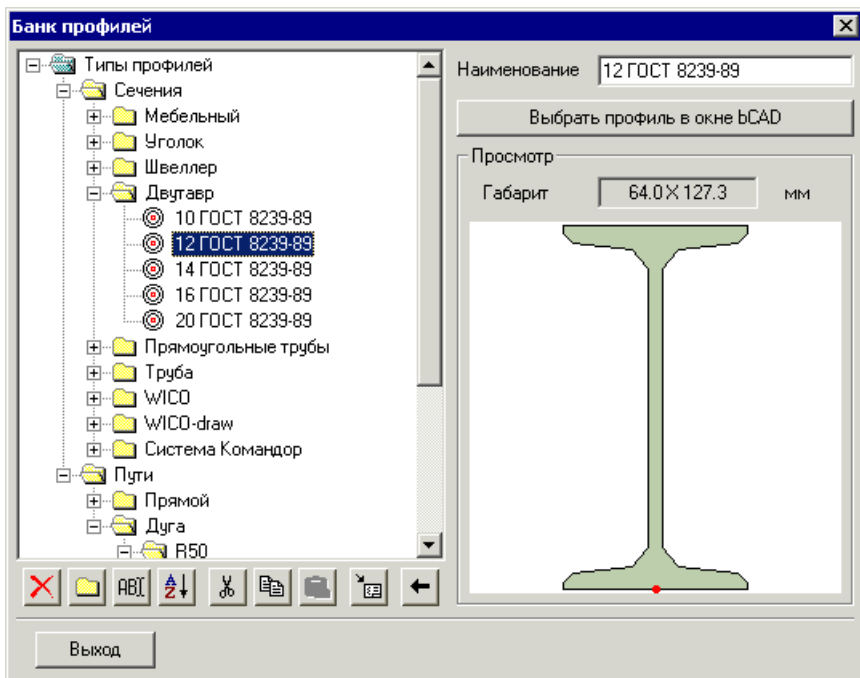 Банк профилей
Типы профилей
Сечения
Мебельный
Уголок
Швеллер
Двутавр
10 ГОСТ 8239-89
12 ГОСТ 8239-89
14 ГОСТ 8239-89
16 ГОСТ 8239-89
20 ГОСТ 8239-89
Прямоугольные трубы
Труба
WICO
WICO-draw
Система Командор
Пути
Прямой
Дуга
R50
Наименование 12 ГОСТ 8239-89
Выбрать профиль в окне bCAD
Просмотр
Габарит 64.0 X 127.3 мм
ABI
AZ
Выход